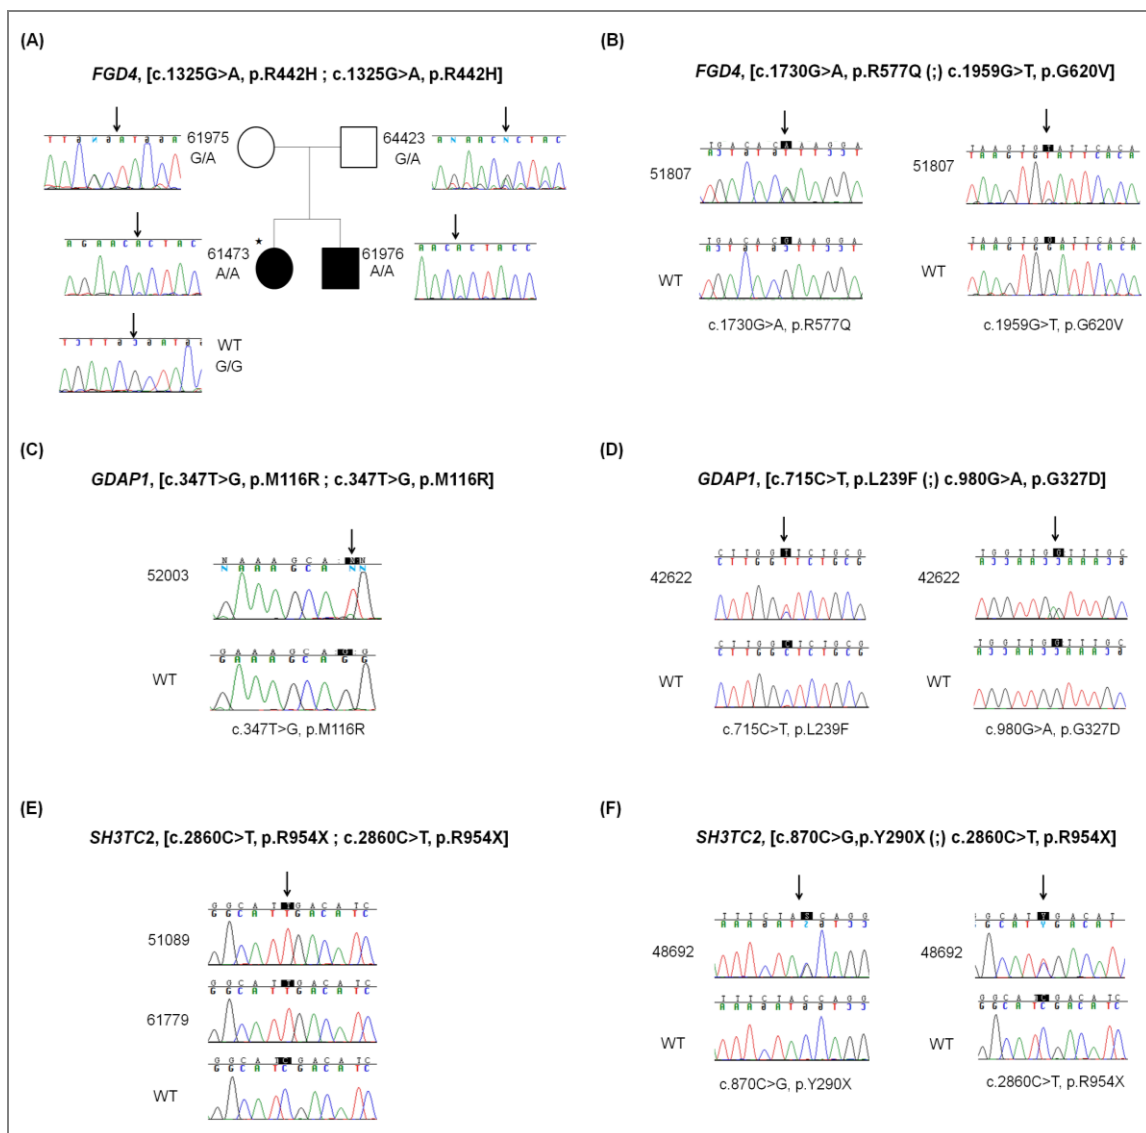 (A)
FGD4, [c.1325G>A, p.R442H ; c.1325G>A, p.R442H]
61975
G/A
64423
G/A
A N A A C N C T A C
A G A A C A C T A C
61473
A/A
★
61976
A/A
A A C A C T A C C
WT
G/G
(B)
FGD4, [c.1730G>A, p.R577Q (;) c.1959G>T, p.G620V]
T G A C A C A A A G G A
51807
A C T G T G T T T C C T
T A A G T G T A T T C A C A
51807
T A A G T G T A T T C A C A
T G A C A C G A A G G A
WT
T A A G T G G A T T C A C A
WT
T A A G T G G A T T C A C A
c.1730G>A, p.R577Q
c.1959G>T, p.G620V
(C)
GDAP1, [c.347T>G, p.M116R ; c.347T>G, p.M116R]
N A A A G C A N N
N A A A G C A N N
52003
G A A A G C A G G
G A A A G C A G G
WT
c.347T>G, p.M116R
(D)
GDAP1, [c.715C>T, p.L239F (;) c.980G>A, p.G327D]
C T T G G T T C T G C G
C T T G G T T C T G C G
42622
T G G T T G G T T T G C
42622
C T T G G C T C T G C G
C T T G G C T C T G C G
WT
T G G T T G G T T T G C
WT
c.715C>T, p.L239F
c.980G>A, p.G327D
(E)
SH3TC2, [c.2860C>T, p.R954X ; c.2860C>T, p.R954X]
G G C A T T G A C A T C
G G C A T T G A C A T C
51089
G G C A T T G A C A T C
G G C A T T G A C A T C
61779
G G C A T C G A C A T C
G G C A T C G A C A T C
WT
(F)
SH3TC2, [c.870C>G,p.Y290X (;) c.2860C>T, p.R954X]
48692
G G C A T Y G A C A T
G G C A T Y G A C A T
48692
T T T C T A C C A G G
WT
G G C A T C G A C A T C
G G C A T C G A C A T C
WT
c.870C>G, p.Y290X
c.2860C>T, p.R954X